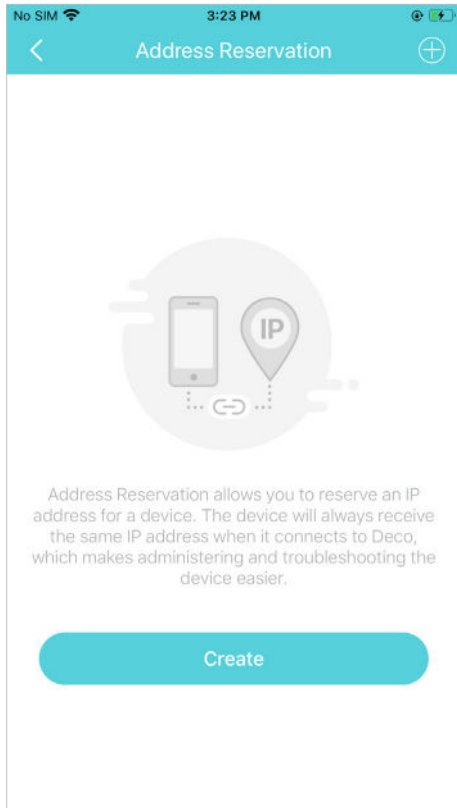 No SIM 3:23 PM
Address Reservation
IP
Address Reservation allows you to reserve an IP
address for a device. The device will always receive
the same IP address when it connects to Deco,
which makes administering and troubleshooting the
device easier.
Create